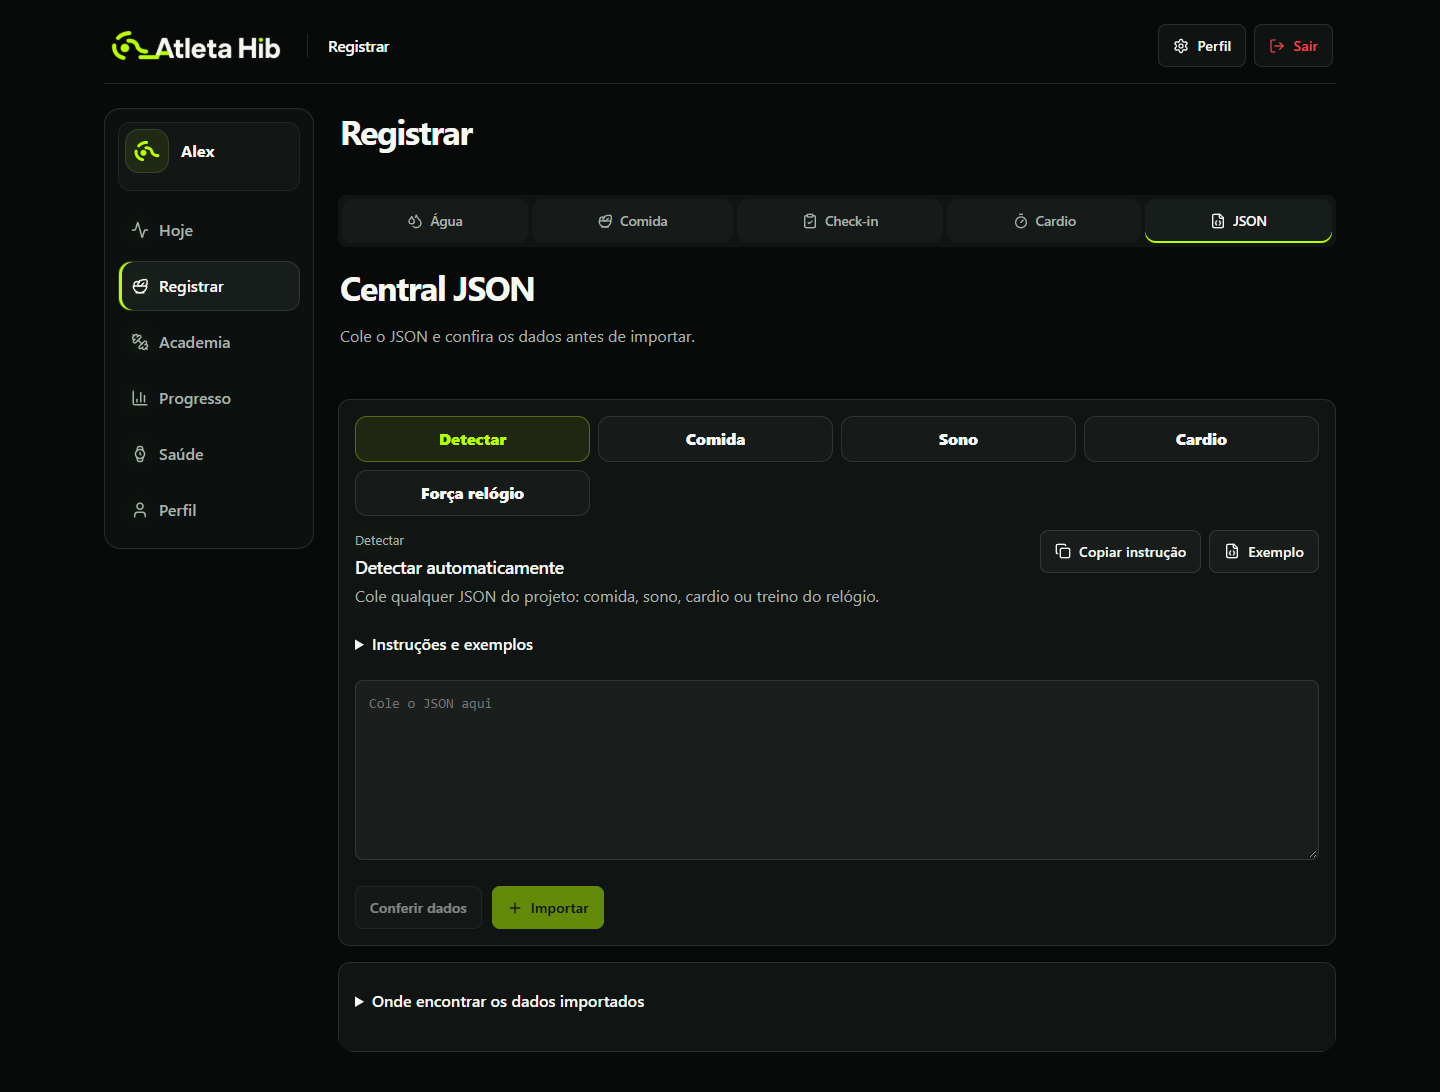 Atleta Hib
Registrar
Perfil
Sair
Alex
Hoje
Registrar
Academia
Progresso
Saúde
Perfil
Registrar
Água
Comida
Check-in
Cardio
JSON
Central JSON
Cole o JSON e confira os dados antes de importar.
Detectar
Comida
Sono
Cardio
Força relógio
Detectar
Detectar automaticamente
Cole qualquer JSON do projeto: comida, sono, cardio ou treino do relógio.
Copiar instrução
Exemplo
Instruções e exemplos
Cole o JSON aqui
Conferir dados
Importar
Onde encontrar os dados importados